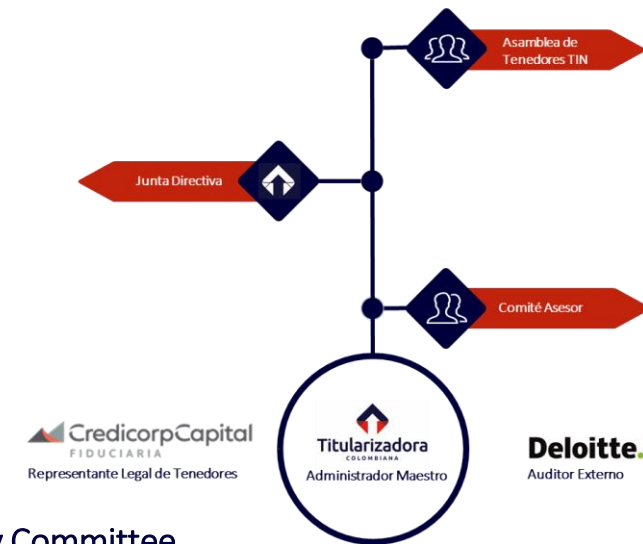 Asamblea de
Tenedores TIN
Junta Directiva
Comité Asesor
CredicorpCapital
FIDUCIARIA
Representante Legal de Tenedores
Titularizadora
COLOMBIANA
Administrador Maestro
Deloitte.
Auditor Externo
Committee